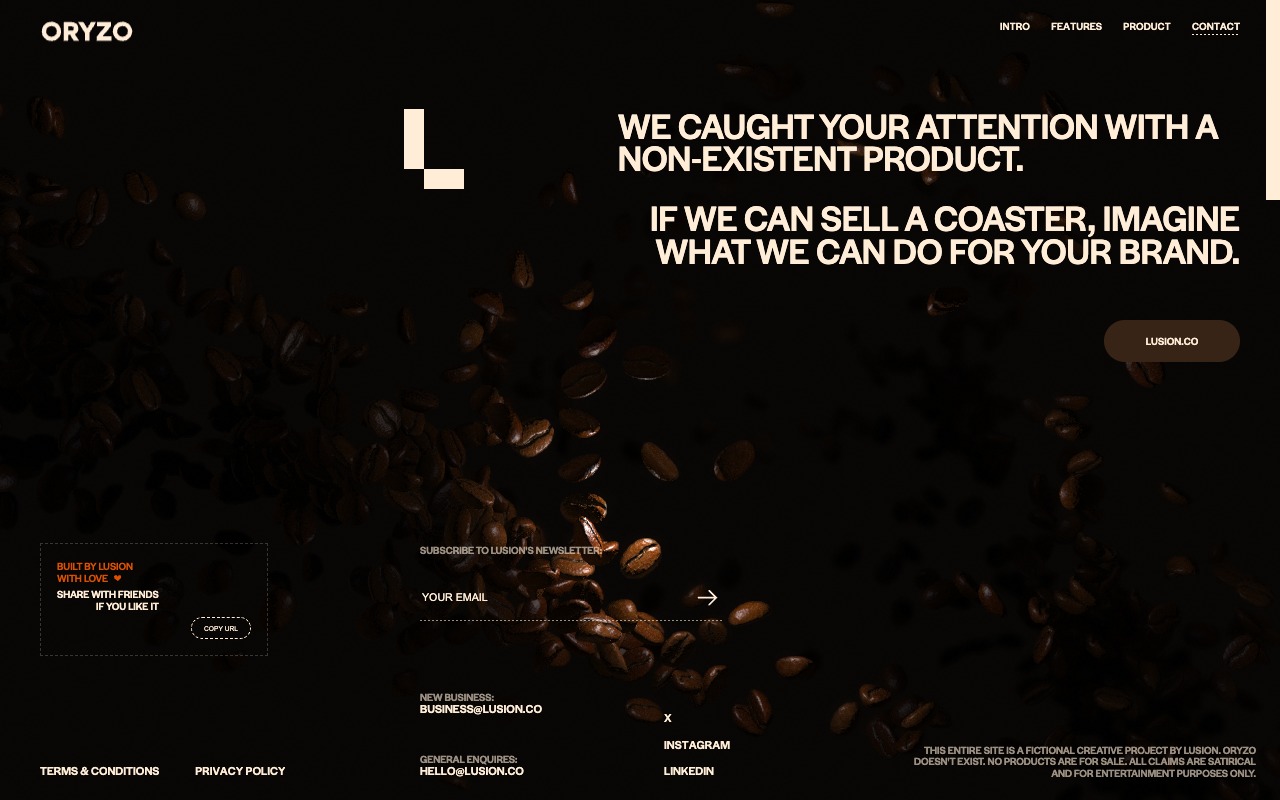 ORYZO
INTRO
FEATURES
PRODUCT
CONTACT
WE CAUGHT YOUR ATTENTION WITH A
NON-EXISTENT PRODUCT.
IF WE CAN SELL A COASTER, IMAGINE
WHAT WE CAN DO FOR YOUR BRAND.
LUSION.CO
BUILT BY LUSION
WITH LOVE ❤
SHARE WITH FRIENDS
IF YOU LIKE IT
COPY URL
SUBSCRIBE TO LUSION'S NEWSLETTER:
YOUR EMAIL
NEW BUSINESS:
BUSINESS@LUSION.CO
GENERAL ENQUIRES:
HELLO@LUSION.CO
X
INSTAGRAM
LINKEDIN
TERMS & CONDITIONS
PRIVACY POLICY
THIS ENTIRE SITE IS A FICTIONAL CREATIVE PROJECT BY LUSION. ORYZO
DOESN'T EXIST. NO PRODUCTS ARE FOR SALE. ALL CLAIMS ARE SATIRICAL
AND FOR ENTERTAINMENT PURPOSES ONLY.